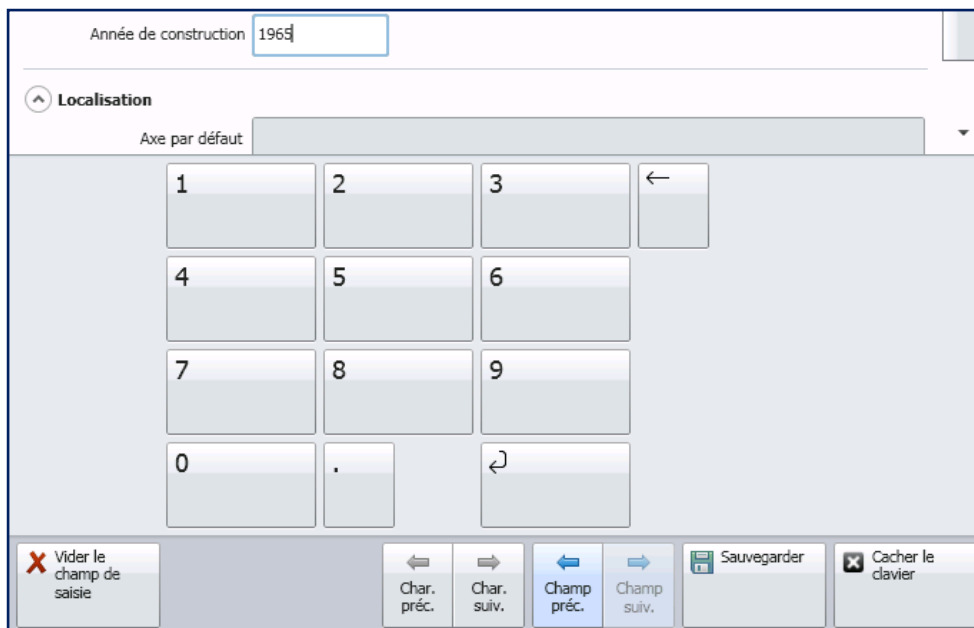 Année de construction 1965
Localisation
Axe par défaut
1 2 3 ←
4 5 6
7 8 9
0 .
Vider le
champ de
saisie
Char.
préc.
Char.
suiv.
Champ
préc.
Champ
suiv.
Sauvegarder
Cacher le
clavier